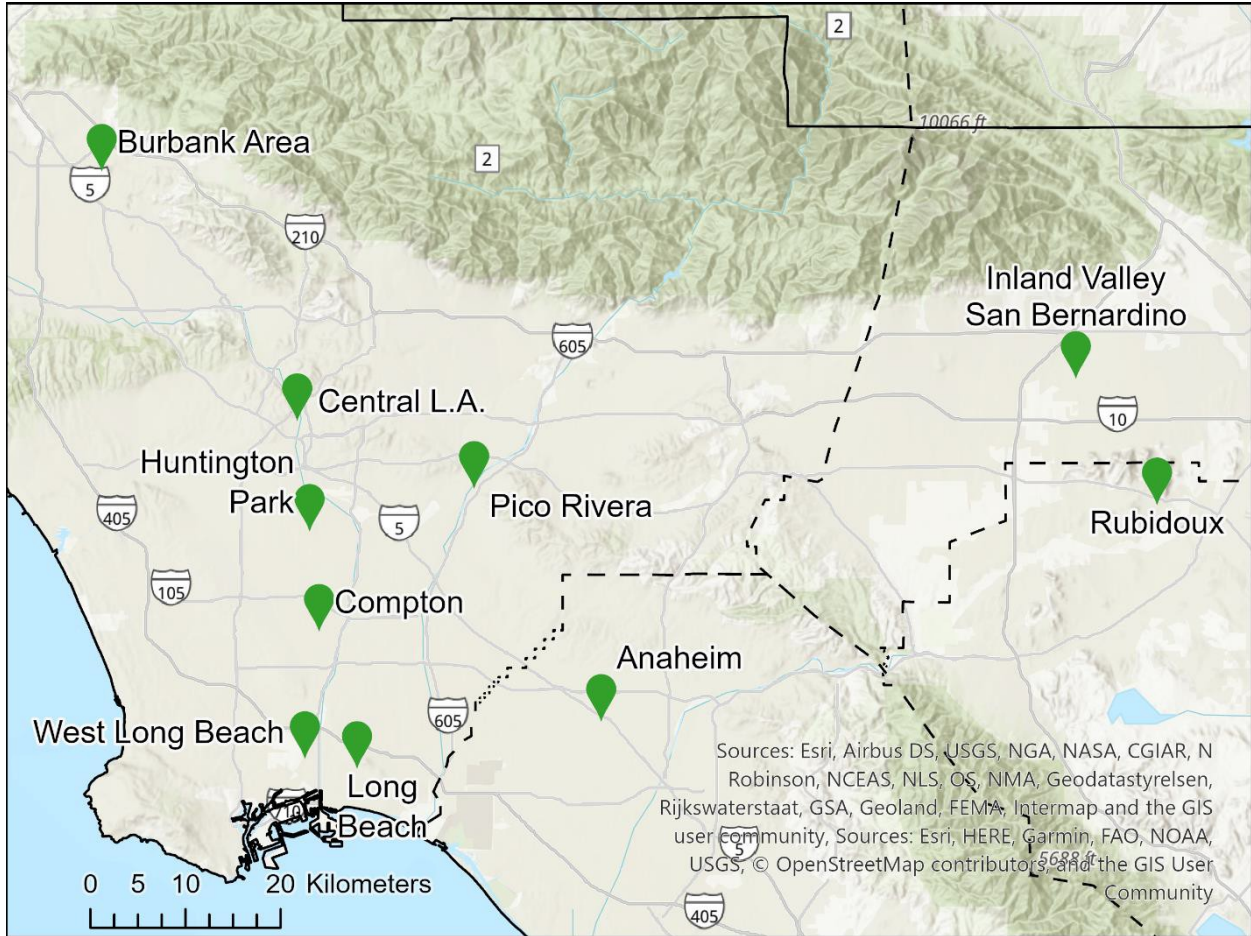 2
10066 ft
Burbank Area
2
5
210
Inland Valley
San Bernardino
605
Central L.A.
10
Huntington
Park
Pico Rivera
405
5
Rubidoux
105
Compton
Anaheim
605
West Long Beach
Long
Beach
10
Sources: Esri, Airbus DS, USGS, NGA, NASA, CGIAR, N
Robinson, NCEAS, NLS, OS, NMA, Geodatastyrelsen,
Rijkswaterstaat, GSA, Geoland, FEMA, Intermap and the GIS
user community, Sources: Esri, HERE, Garmin, FAO, NOAA,
USGS, © OpenStreetMap contributors, and the GIS User
Community
5
5688 ft
0 5 10 20 Kilometers
405